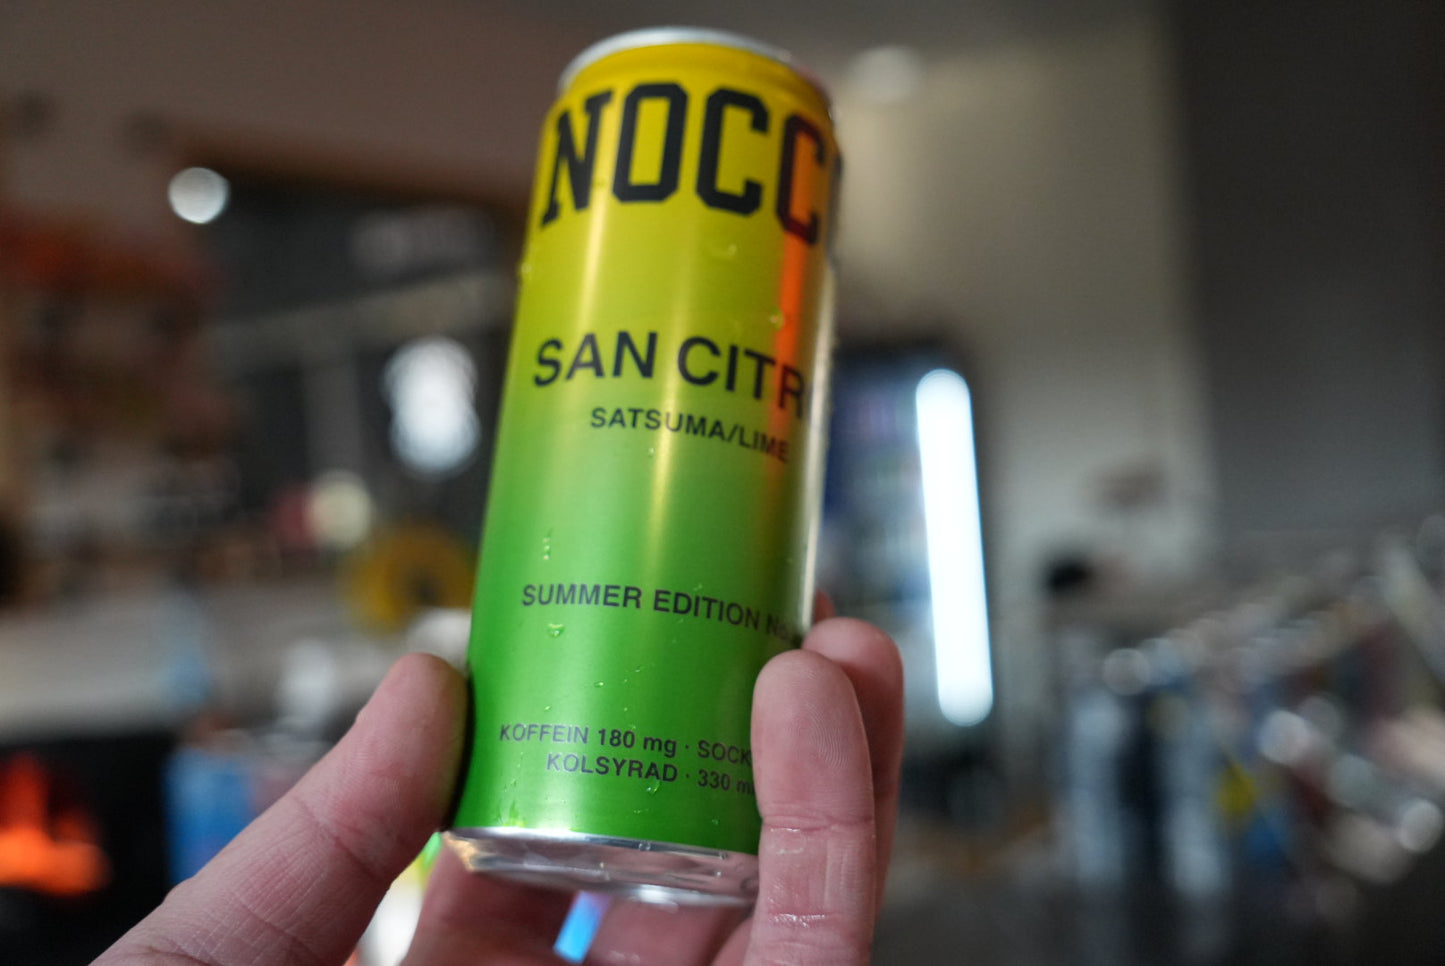 NOCC
SAN CITR
SATSUMA/LIME
SUMMER EDITION No
KOFFEIN 180 mg · SOCK
KOLSYRAD · 330 m